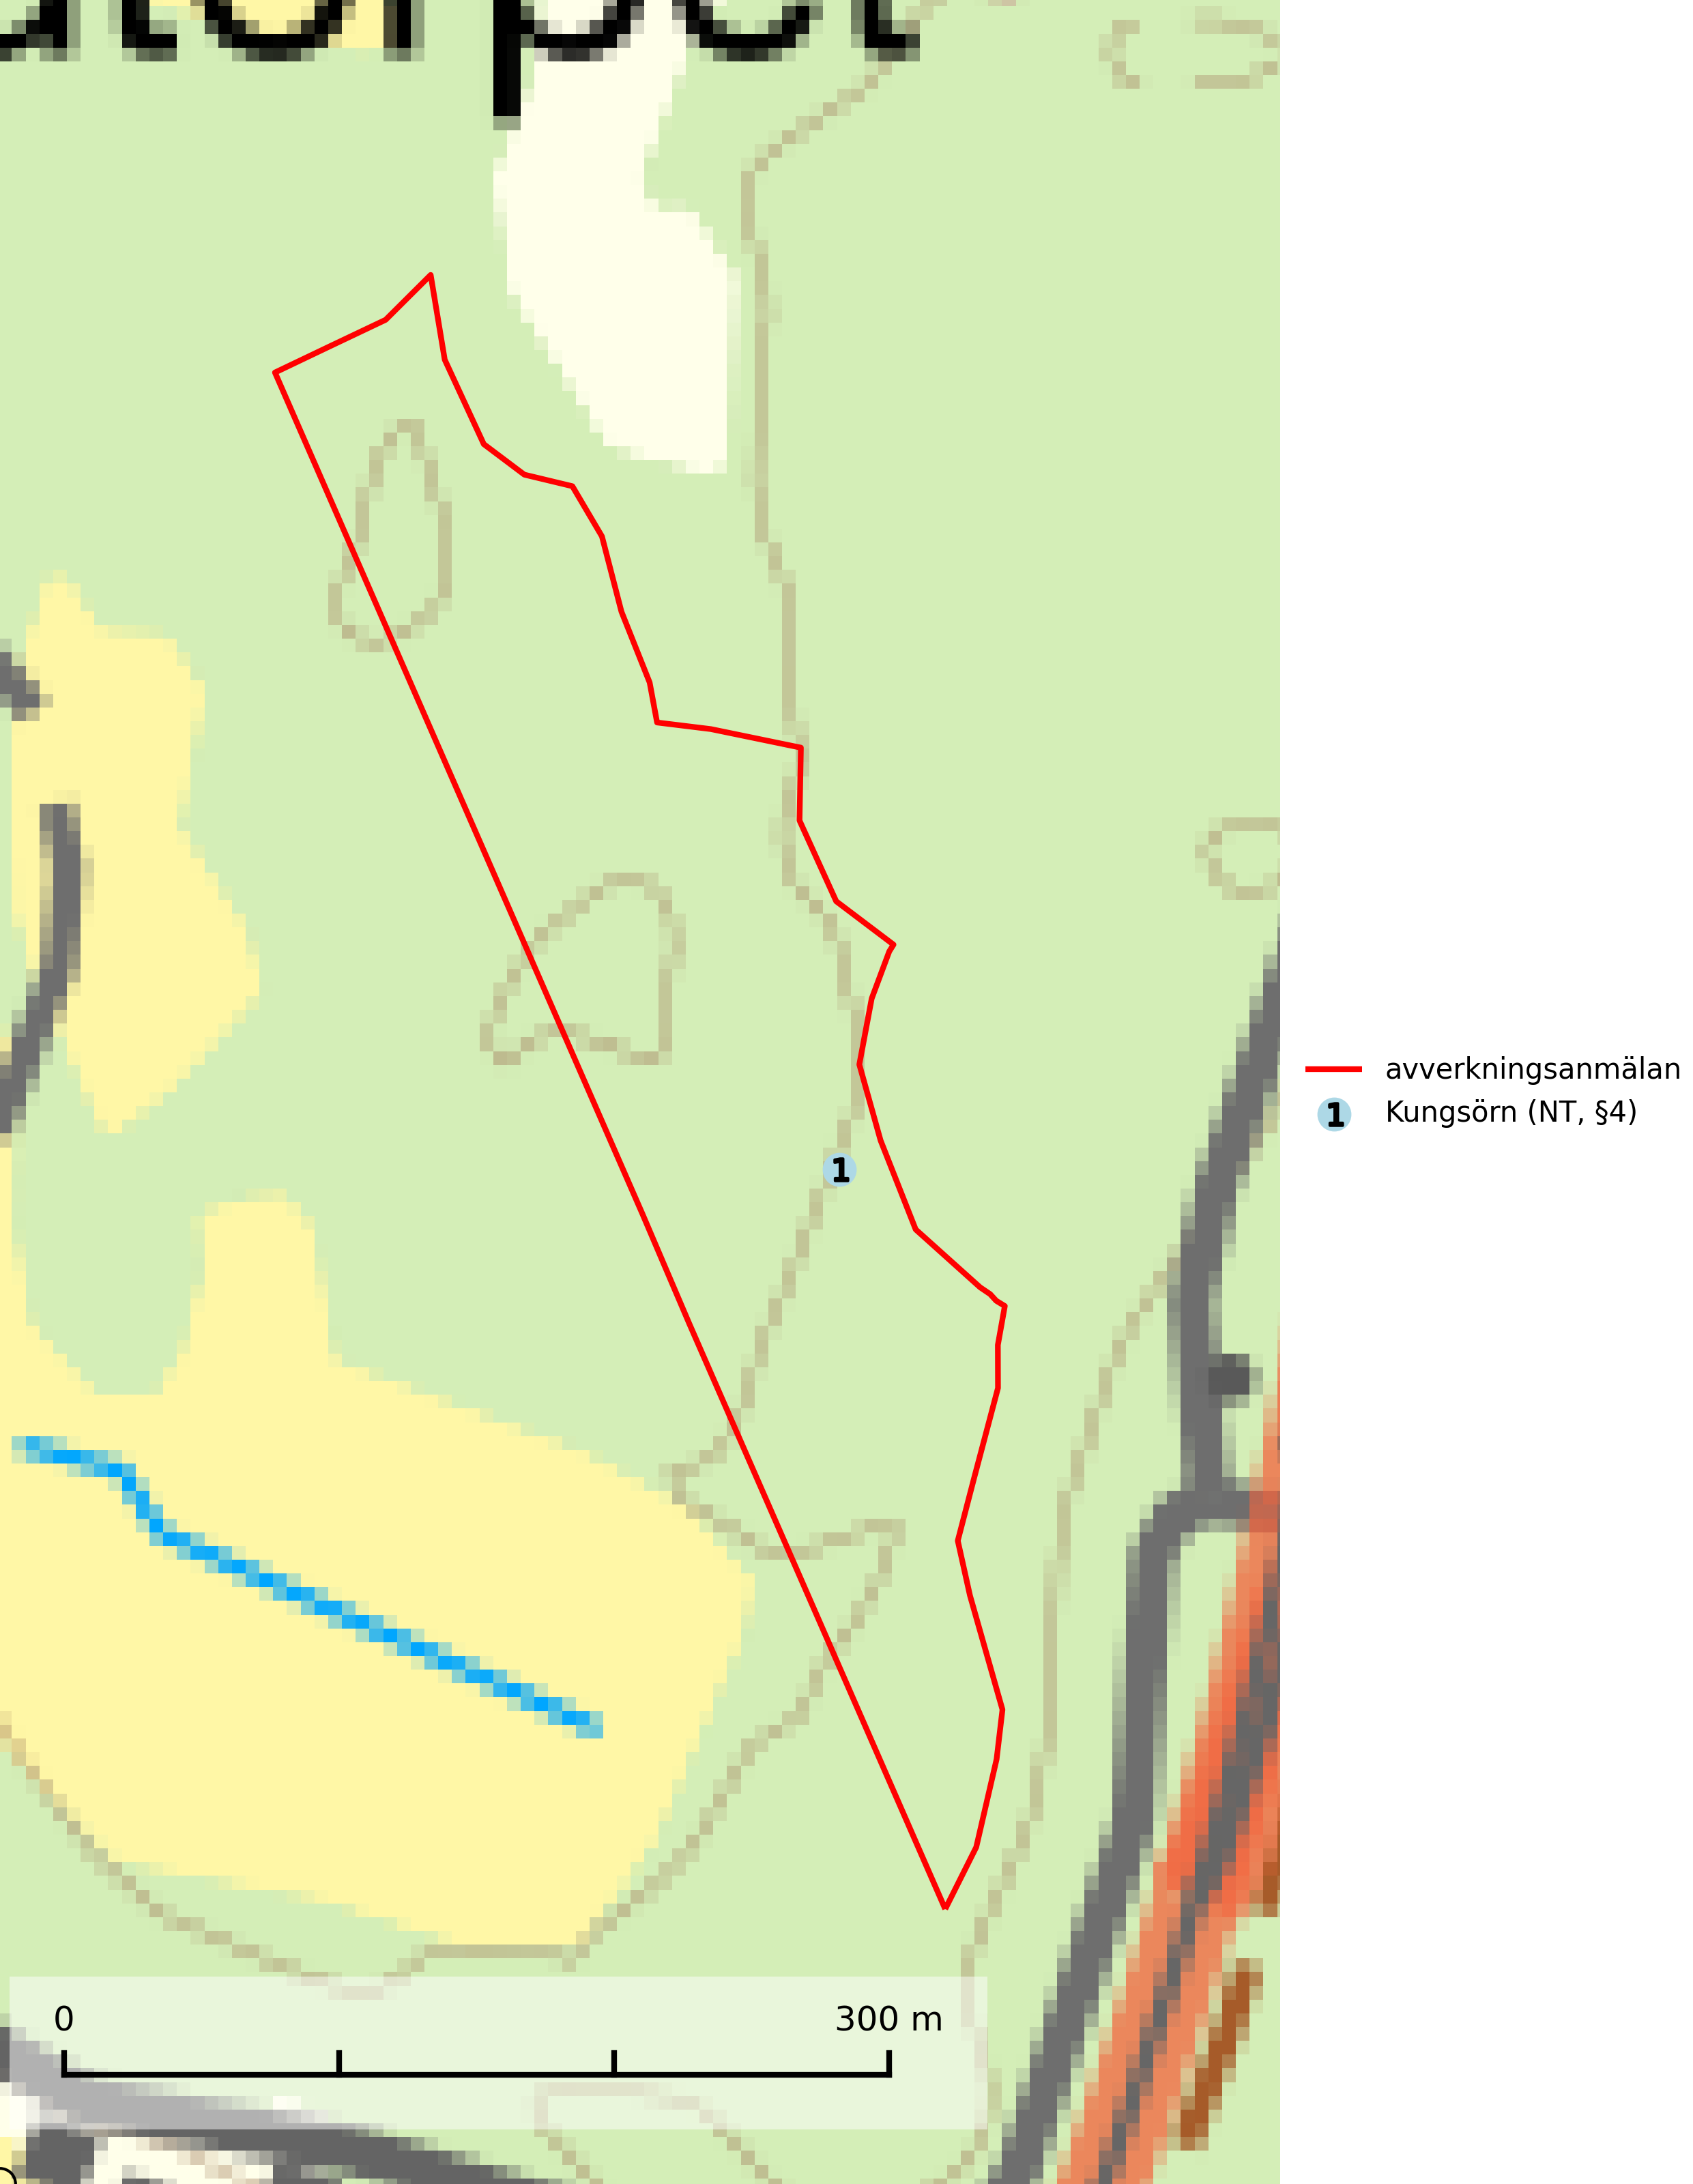 avverkningsanmälan
1 Kungsörn (NT, §4)
1
0 300 m